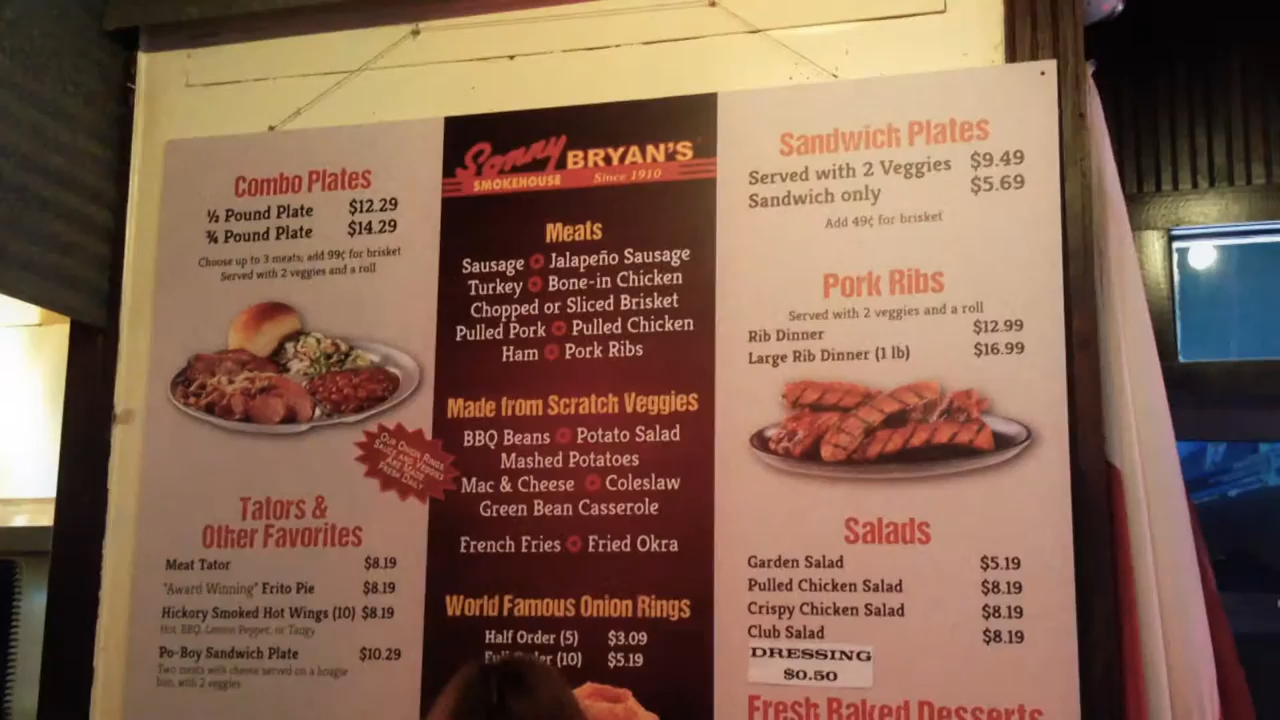 Combo Plates
½ Pound Plate $12.29
¾ Pound Plate $14.29
Choose up to 3 meats; add 99¢ for brisket
Served with 2 veggies and a roll
OUR ONION RINGS,
SAUCE AND VEGGIES
ARE MADE
FRESH DAILY
Tators &
Other Favorites
Meat Tator $8.19
"Award Winning" Frito Pie $8.19
Hickory Smoked Hot Wings (10) $8.19
Hot, BBQ, Lemon Pepper, or Tangy
Po-Boy Sandwich Plate $10.29
Two meats with cheese served on a hoagie
bun, with 2 veggies
Sonny BRYAN'S
SMOKEHOUSE Since 1910
Meats
Sausage Jalapeño Sausage
Turkey Bone-in Chicken
Chopped or Sliced Brisket
Pulled Pork Pulled Chicken
Ham Pork Ribs
Made from Scratch Veggies
BBQ Beans Potato Salad
Mashed Potatoes
Mac & Cheese Coleslaw
Green Bean Casserole
French Fries Fried Okra
World Famous Onion Rings
Half Order (5) $3.09
Full Order (10) $5.19
Sandwich Plates
Served with 2 Veggies $9.49
Sandwich only $5.69
Add 49¢ for brisket
Pork Ribs
Served with 2 veggies and a roll
Rib Dinner $12.99
Large Rib Dinner (1 lb) $16.99
Salads
Garden Salad $5.19
Pulled Chicken Salad $8.19
Crispy Chicken Salad $8.19
Club Salad $8.19
DRESSING
$0.50
Fresh Baked Desserts